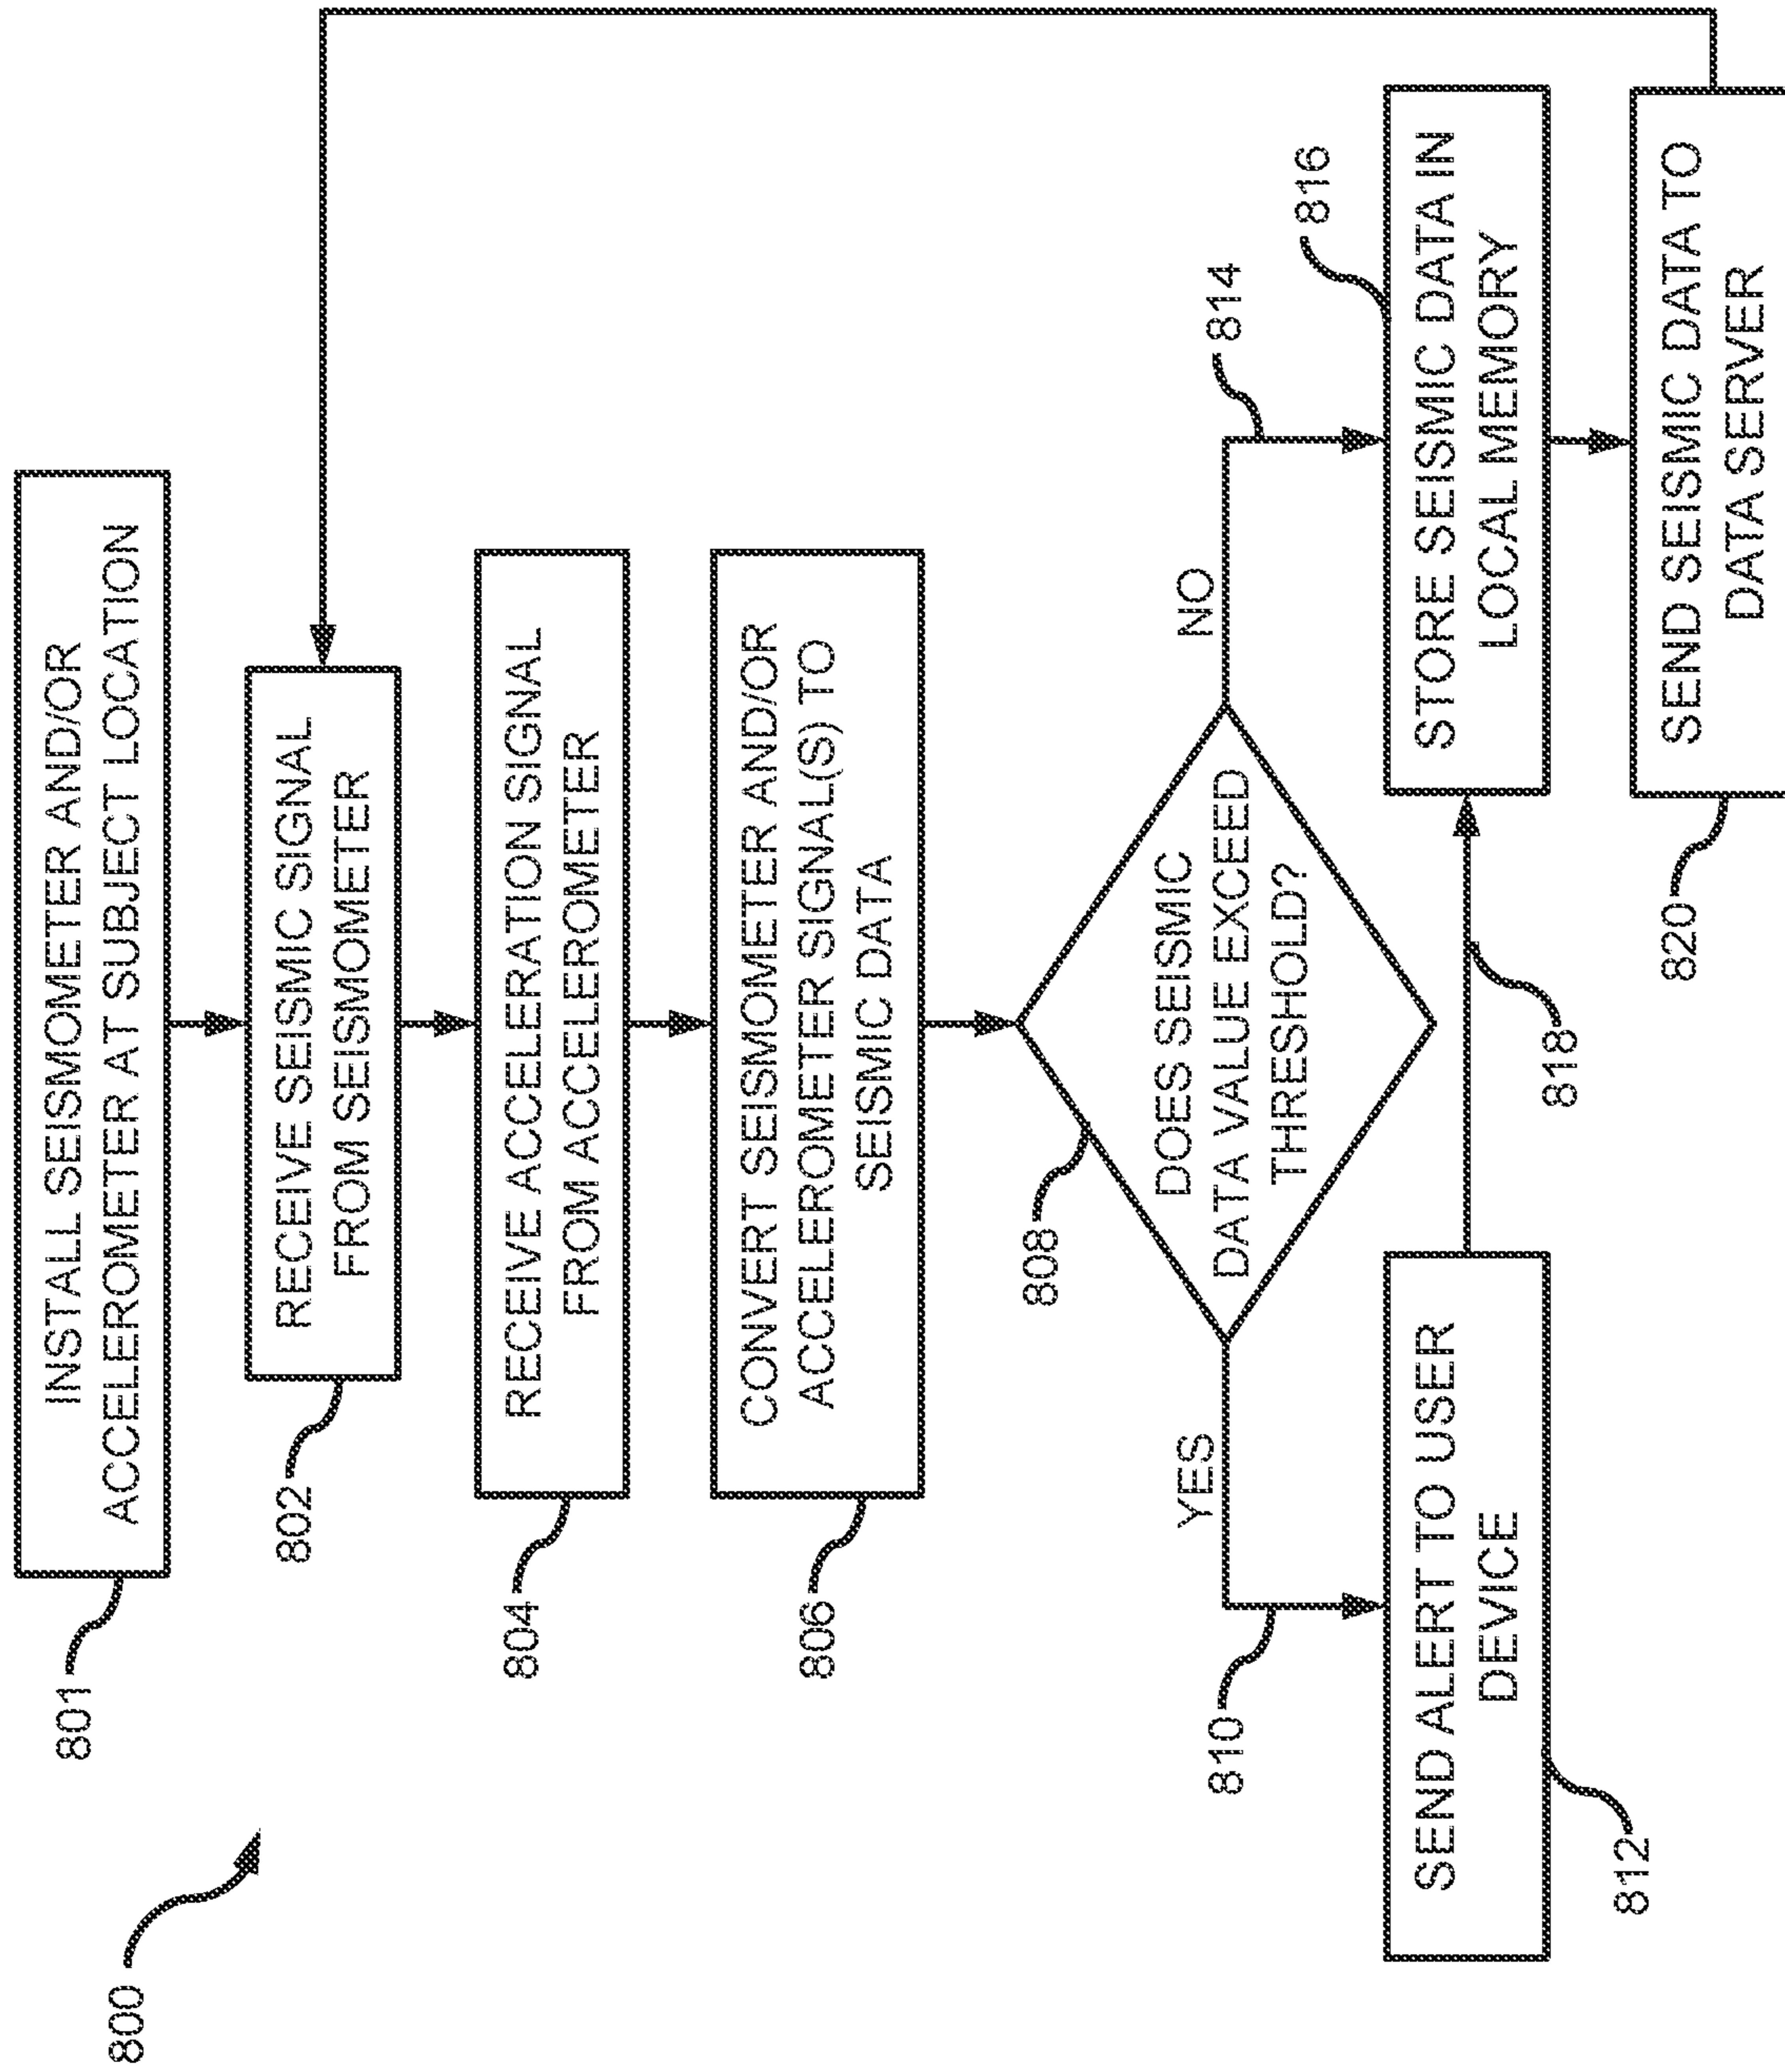 800
801
INSTALL SEISMOMETER AND/OR
ACCELEROMETER AT SUBJECT LOCATION
802
RECEIVE SEISMIC SIGNAL
FROM SEISMOMETER
804
RECEIVE ACCELERATION SIGNAL
FROM ACCELEROMETER
806
CONVERT SEISMOMETER AND/OR
ACCELEROMETER SIGNAL(S) TO
SEISMIC DATA
808
DOES SEISMIC
DATA VALUE EXCEED
THRESHOLD?
YES
NO
810
814
812
SEND ALERT TO USER
DEVICE
816
STORE SEISMIC DATA IN
LOCAL MEMORY
818
820
SEND SEISMIC DATA TO
DATA SERVER